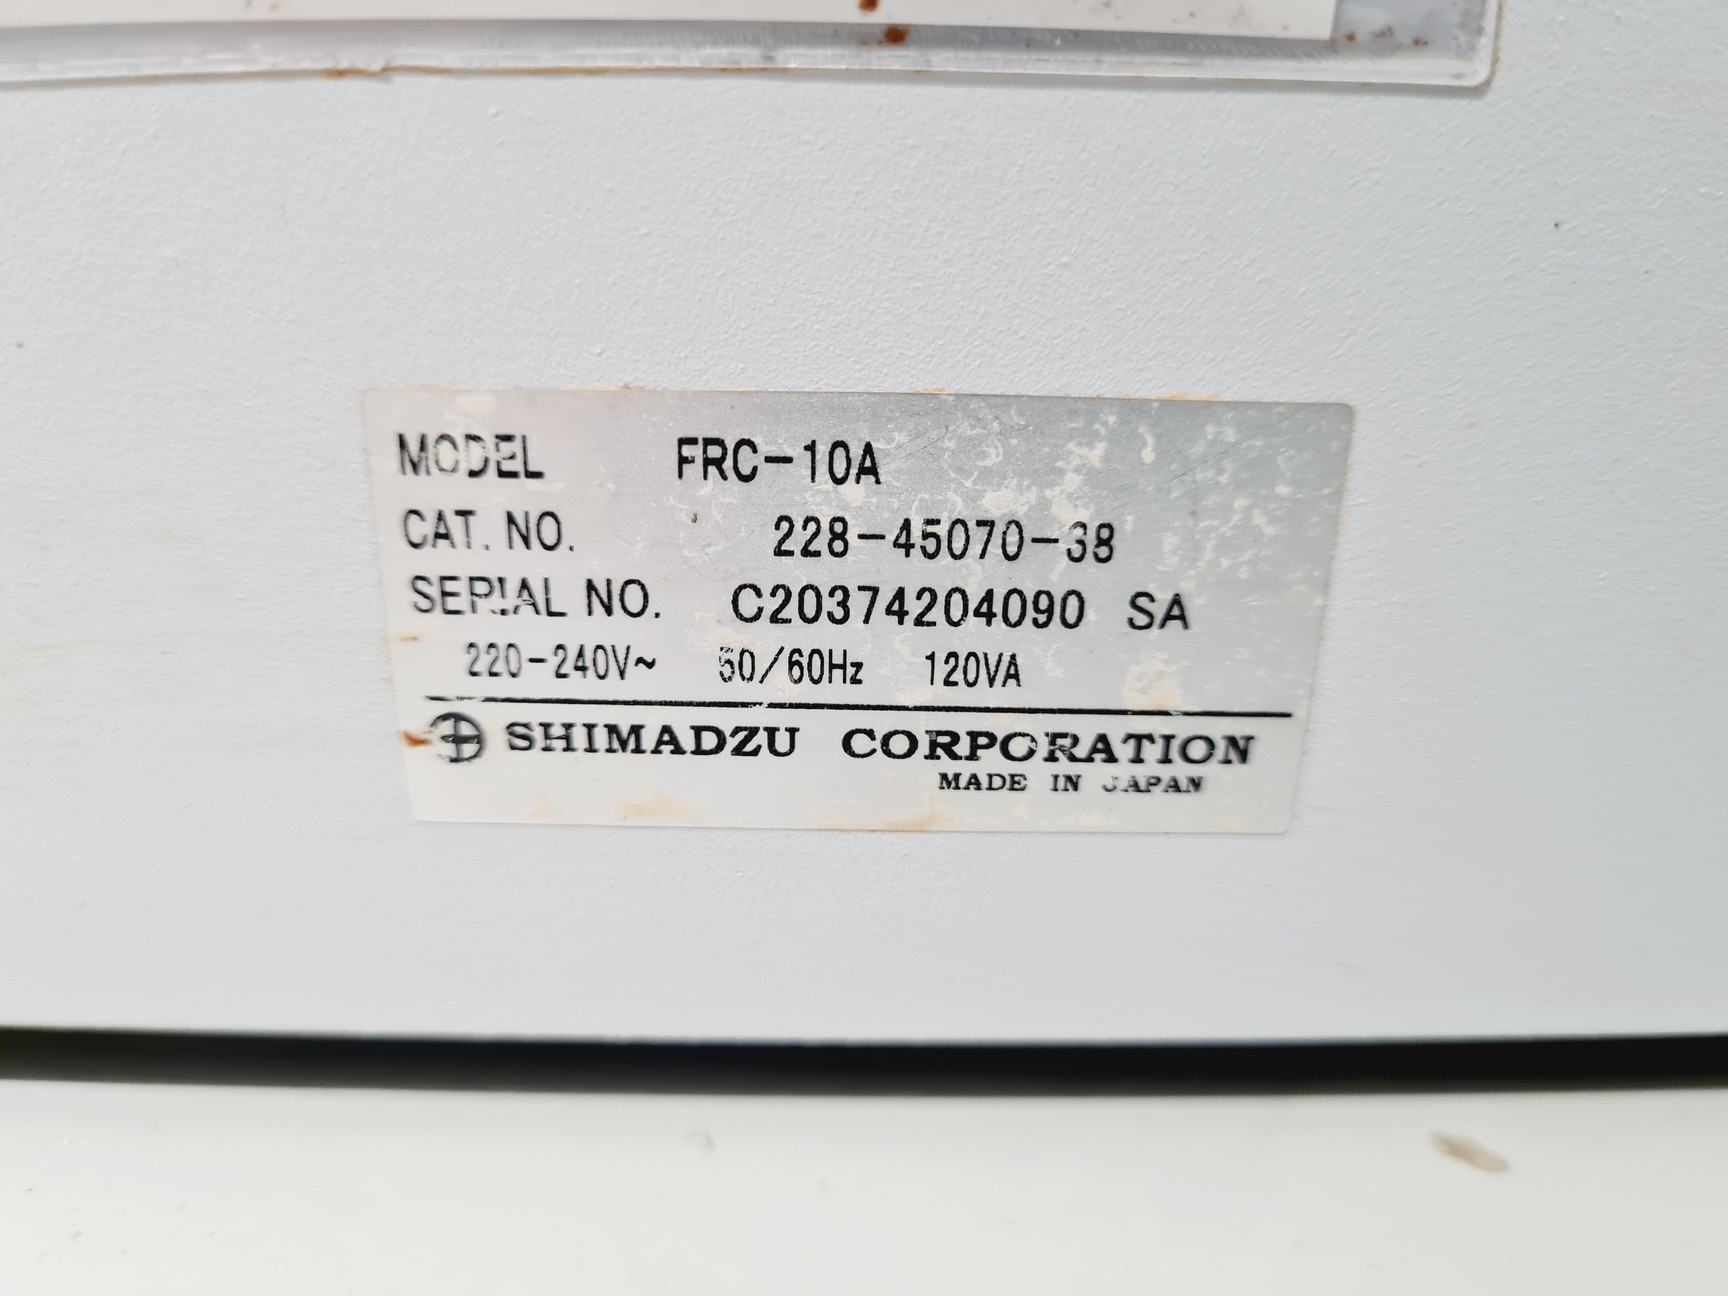 MODEL FRC-10A
CAT. NO. 228-45070-38
SERIAL NO. C20374204090 SA
220-240V~ 50/60Hz 120VA
SHIMADZU CORPORATION
MADE IN JAPAN